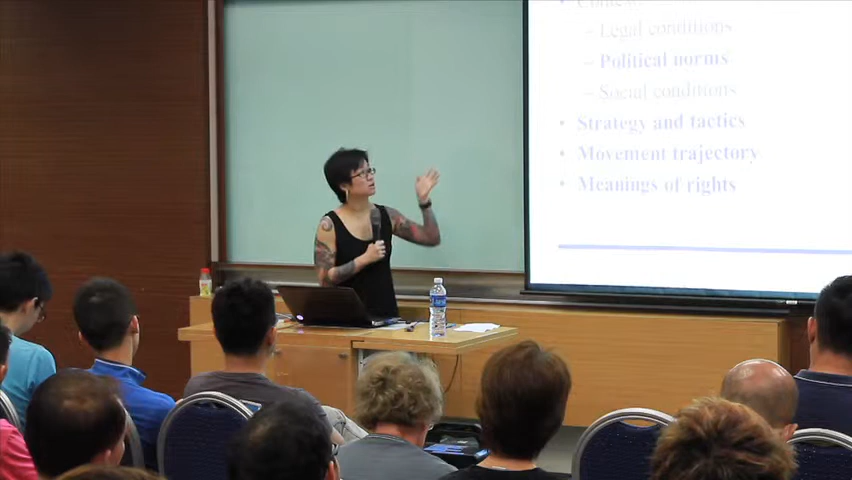 – Legal conditions
– Political norms
– Social conditions
• Strategy and tactics
• Movement trajectory
• Meanings of rights